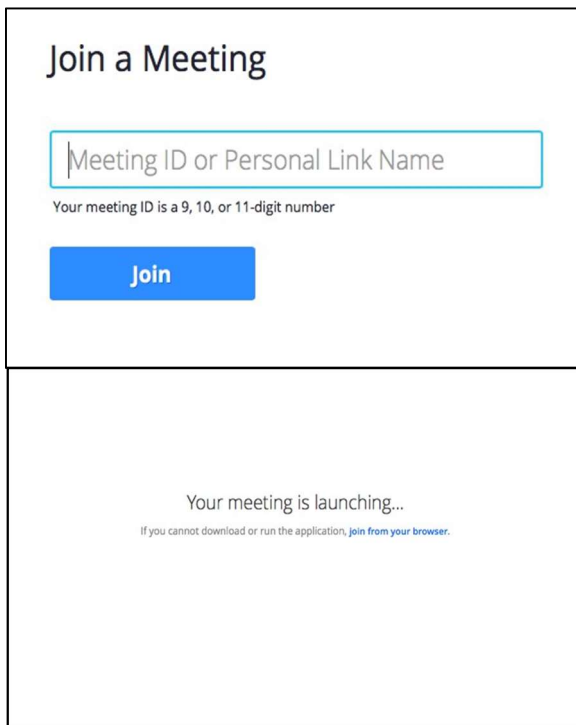 Join a Meeting
Meeting ID or Personal Link Name
Your meeting ID is a 9, 10, or 11-digit number
Join
Your meeting is launching...
If you cannot download or run the application, join from your browser.